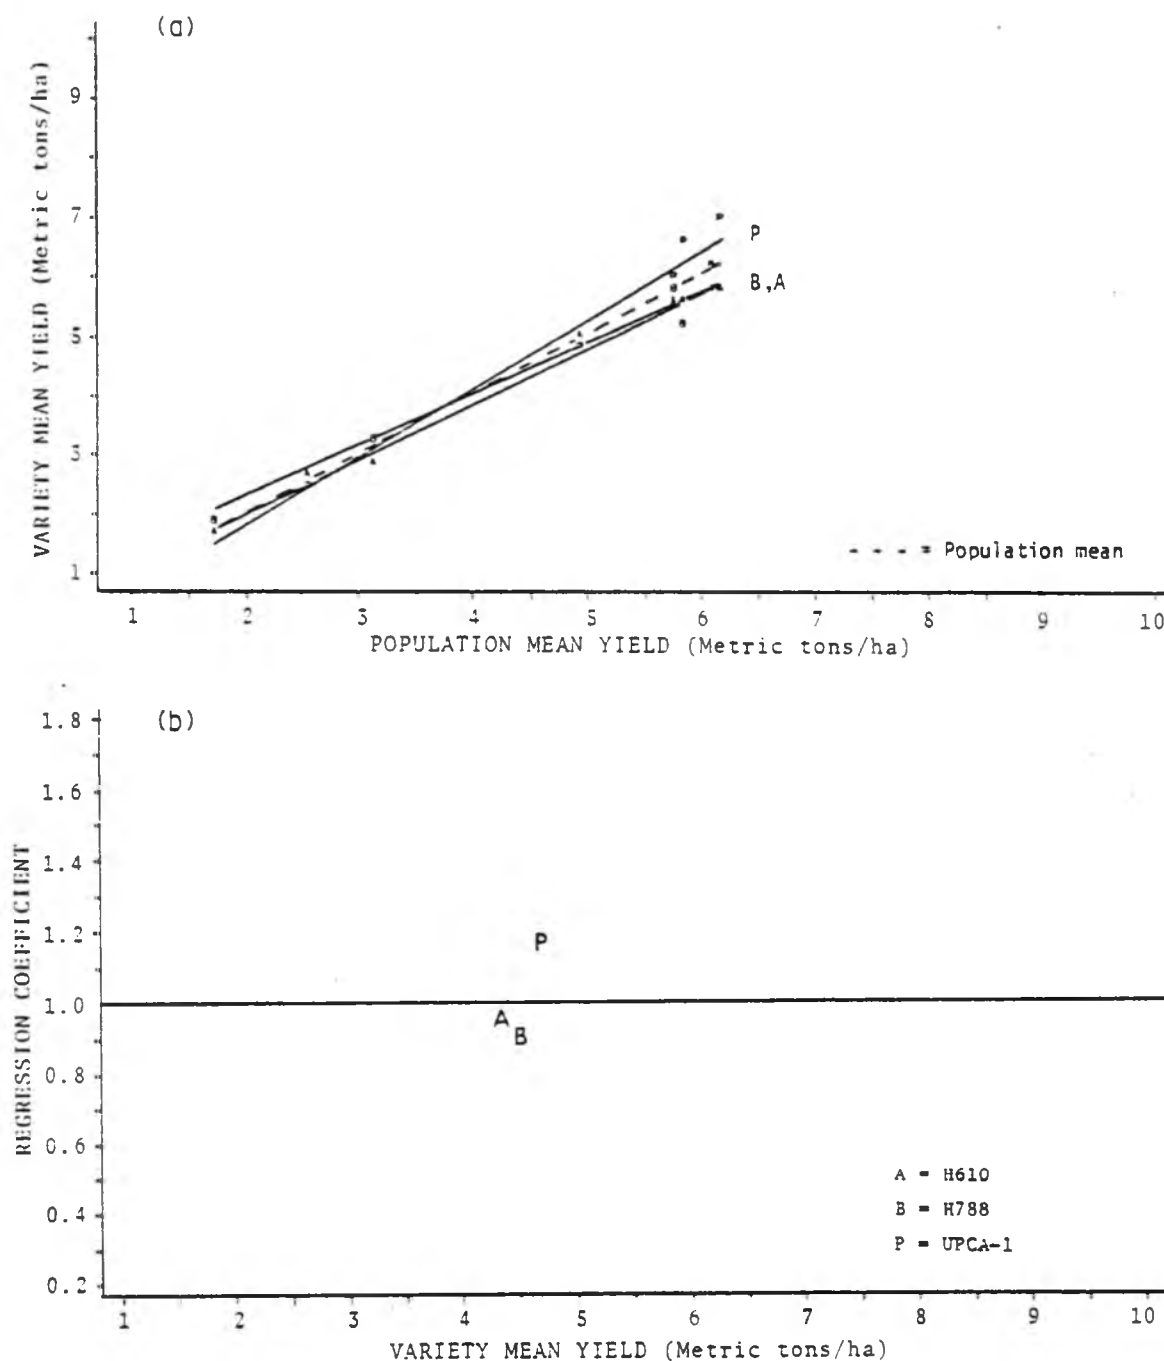 (a)
VARIETY MEAN YIELD (Metric tons/ha)
9
7
5
3
1
P
B,A
- - - = Population mean
1 2 3 4 5 6 7 8 9 10
POPULATION MEAN YIELD (Metric tons/ha)
(b)
REGRESSION COEFFICIENT
1.8
1.6
1.4
1.2
1.0
0.8
0.6
0.4
0.2
P
A
B
A = H610
B = H788
P = UPCA-1
1 2 3 4 5 6 7 8 9 10
VARIETY MEAN YIELD (Metric tons/ha)